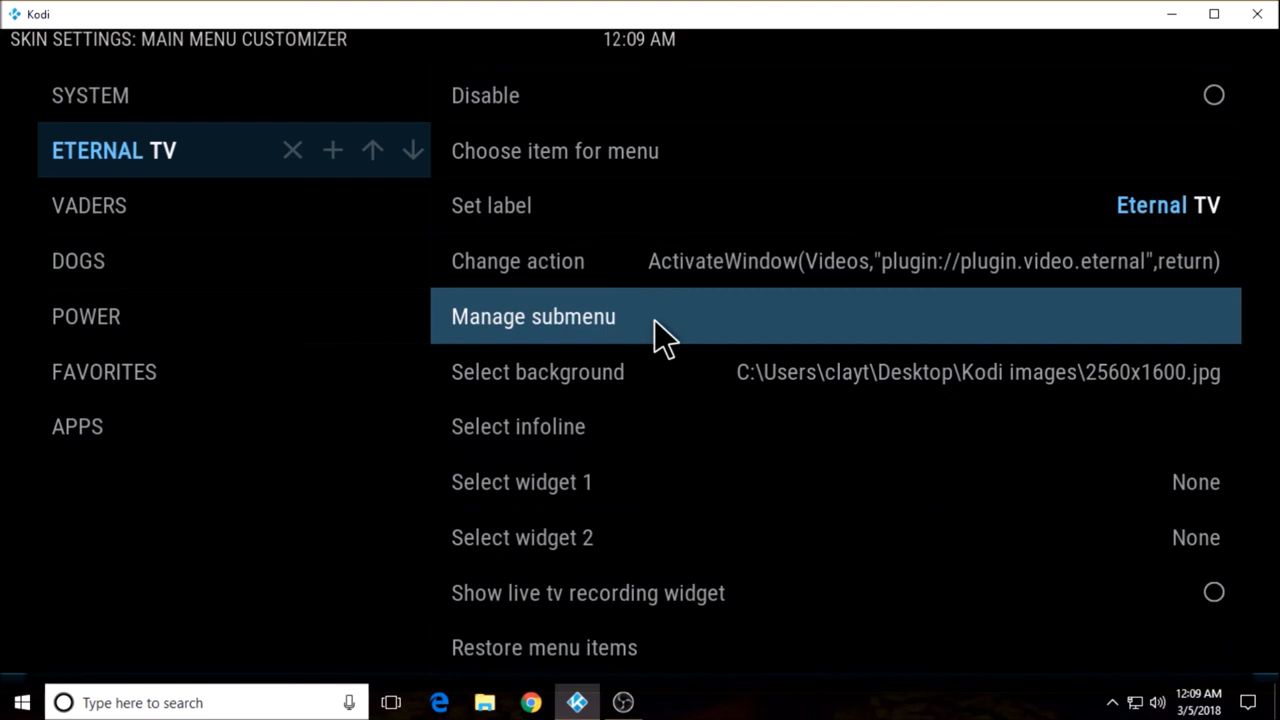 Kodi
SKIN SETTINGS: MAIN MENU CUSTOMIZER
12:09 AM
SYSTEM
ETERNAL TV
VADERS
DOGS
POWER
FAVORITES
APPS
Disable
Choose item for menu
Set label Eternal TV
Change action ActivateWindow(Videos,"plugin://plugin.video.eternal",return)
Manage submenu
Select background C:\Users\clayt\Desktop\Kodi images\2560x1600.jpg
Select infoline
Select widget 1 None
Select widget 2 None
Show live tv recording widget
Restore menu items
Type here to search
12:09 AM
3/5/2018